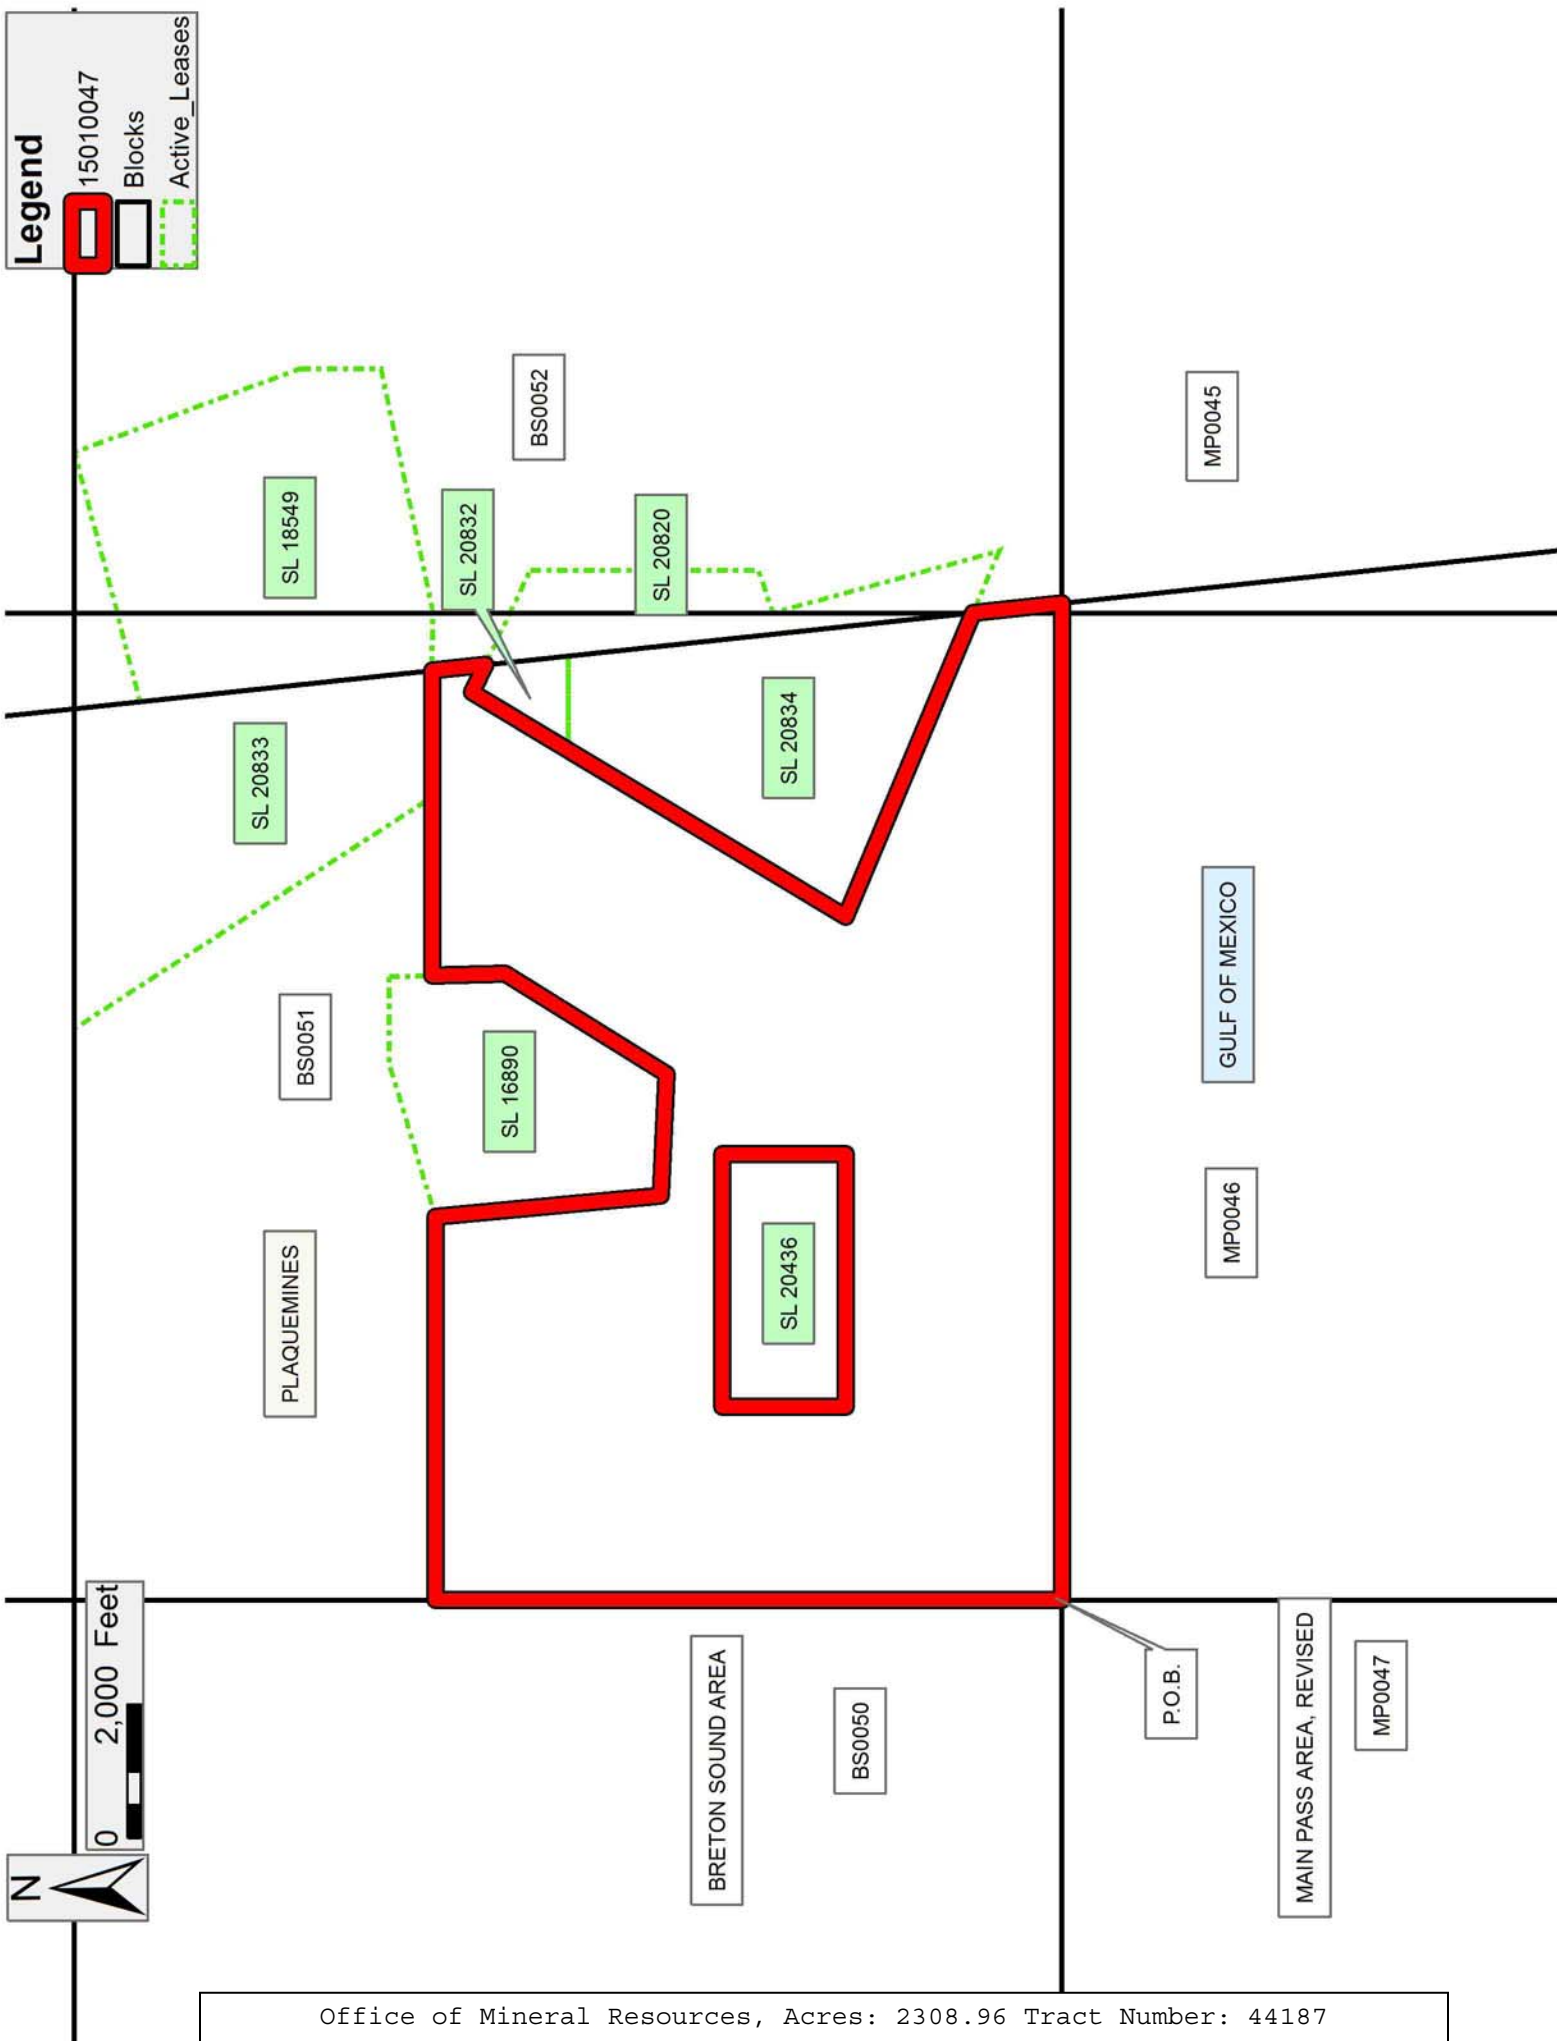 N
0 2,000 Feet
Legend
15010047
Blocks
Active_Leases
PLAQUEMINES
BS0051
SL 20833
SL 18549
SL 16890
SL 20832
BS0052
SL 20820
BRETON SOUND AREA
BS0050
SL 20436
SL 20834
P.O.B.
MP0046
GULF OF MEXICO
MP0045
MAIN PASS AREA, REVISED
MP0047
Office of Mineral Resources, Acres: 2308.96 Tract Number: 44187